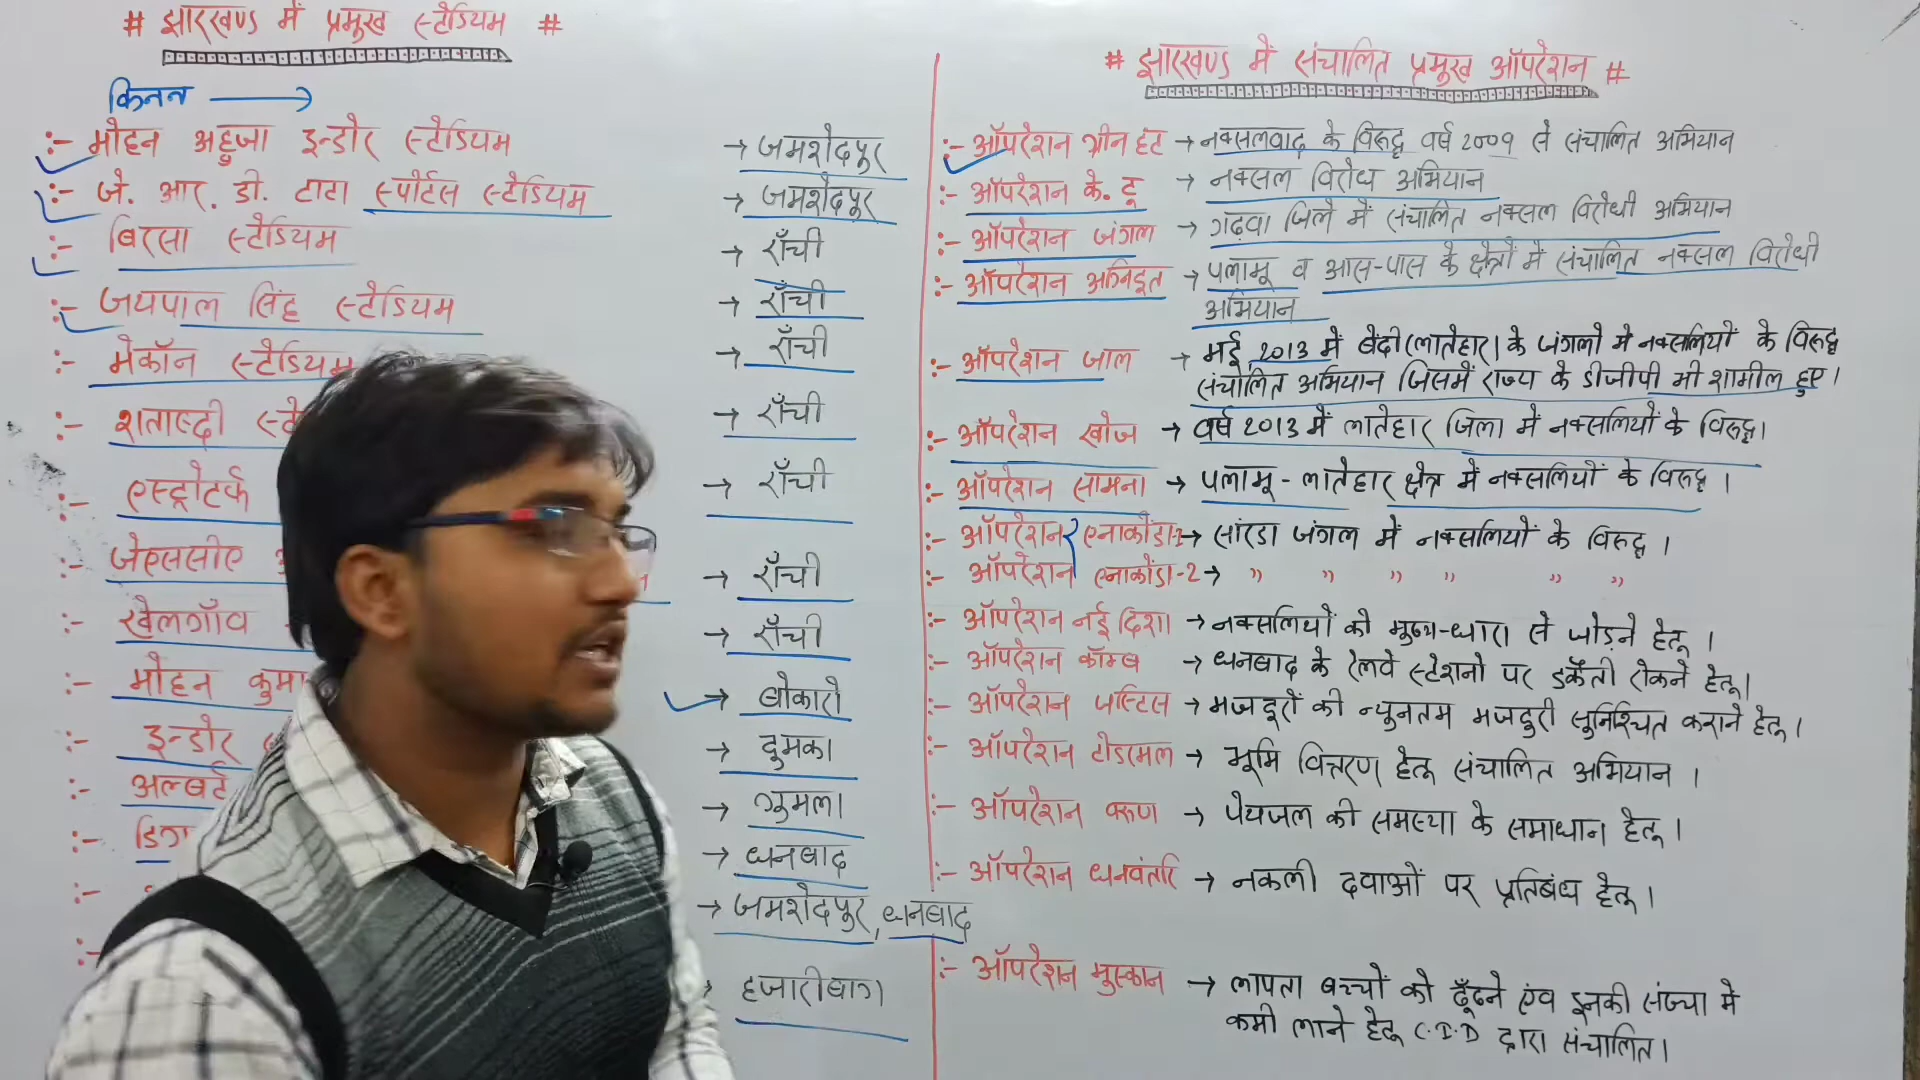 # झारखण्ड में प्रमुख स्टेडियम #
किनन →
:- मोहन अहुजा इन्डोर स्टेडियम → जमशेदपुर
:- जे. आर. डी. टाटा स्पोर्टस स्टेडियम → जमशेदपुर
:- बिरसा स्टेडियम → राँची
:- जयपाल सिंह स्टेडियम → राँची
:- मेकॉन स्टेडियम → राँची
:- शताब्दी → राँची
:- एस्ट्रोटर्क → राँची
:- जेएससीए → राँची
:- खेलगाँव → राँची
:- मोहन कुमा → बोकारो
:- इन्डोर → दुमका
:- अल्बर्ट → गुमला
:- → धनबाद
:- → जमशेदपुर, धनबाद
:- → हजारीबाग
# झारखण्ड में संचालित प्रमुख ऑपरेशन #
:- ऑपरेशन ग्रीन हंट → नक्सलवाद के विरुद्ध वर्ष 2009 से संचालित अभियान
:- ऑपरेशन के. टू → नक्सल विरोध अभियान
:- ऑपरेशन जंगल → गढ़वा जिले में संचालित नक्सल विरोधी अभियान
:- ऑपरेशन अग्निदूत → पलामू व आस-पास के क्षेत्रों में संचालित नक्सल विरोधी
अभियान
:- ऑपरेशन जाल → मई 2013 में बेंदी (लातेहार) के जंगलो मे नक्सलियों के विरुद्ध
संचालित अभियान जिसमें राज्य के डीजीपी भी शामील हुए।
:- ऑपरेशन खोज → वर्ष 2013 में लातेहार जिला में नक्सलियों के विरुद्ध।
:- ऑपरेशन सामना → पलामू - लातेहार क्षेत्र में नक्सलियों के विरुद्ध।
:- ऑपरेशन एनाकोंडा-1 → सांरडा जंगल में नक्सलियों के विरुद्ध।
:- ऑपरेशन एनाकोंडा-2 → " " " " " "
:- ऑपरेशन नई दिशा → नक्सलियों को मुख्य-धारा से जोड़ने हेतू।
:- ऑपरेशन कॉम्ब → धनबाद के रेलवे स्टेशनो पर डकैती रोकने हेतू।
:- ऑपरेशन जस्टिस → मजदूरों की न्युनतम मजदुरी सुनिश्चित कराने हेतू।
:- ऑपरेशन टोडरमल → भूमि वित्तरण हेतू संचालित अभियान।
:- ऑपरेशन वरूण → पेयजल की समस्या के समाधान हेतू।
:- ऑपरेशन धनवंतरि → नकली दवाओं पर प्रतिबंध हेतू।
:- ऑपरेशन मुस्कान → लापता बच्चों को ढूँढने एंव इनकी संख्या मे
कमी लाने हेतू C.I.D द्वारा संचालित।